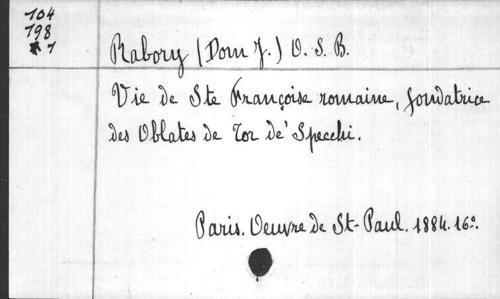 104
798
* 1
Rabory (Dom J.) O. S. B.
Vie de Ste Françoise romaine, fondatrice
des Oblates de Tor de' Specchi.
Paris. Oeuvre de St-Paul. 1884. 16º.